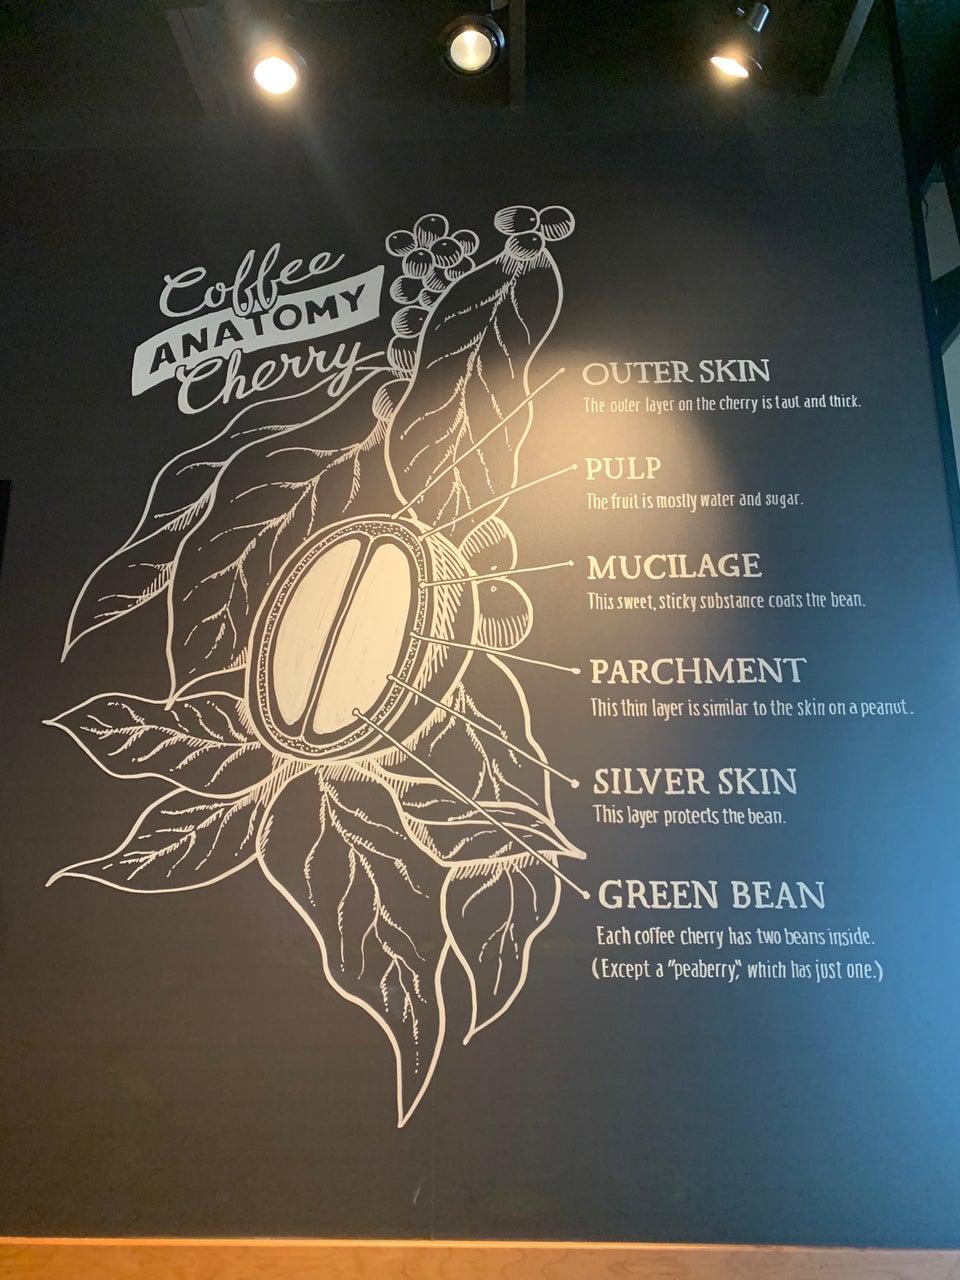 Coffee
ANATOMY
Cherry
OUTER SKIN
The outer layer on the cherry is taut and thick.
PULP
The fruit is mostly water and sugar.
MUCILAGE
This sweet, sticky substance coats the bean.
PARCHMENT
This thin layer is similar to the skin on a peanut.
SILVER SKIN
This layer protects the bean.
GREEN BEAN
Each coffee cherry has two beans inside.
(Except a "peaberry," which has just one.)